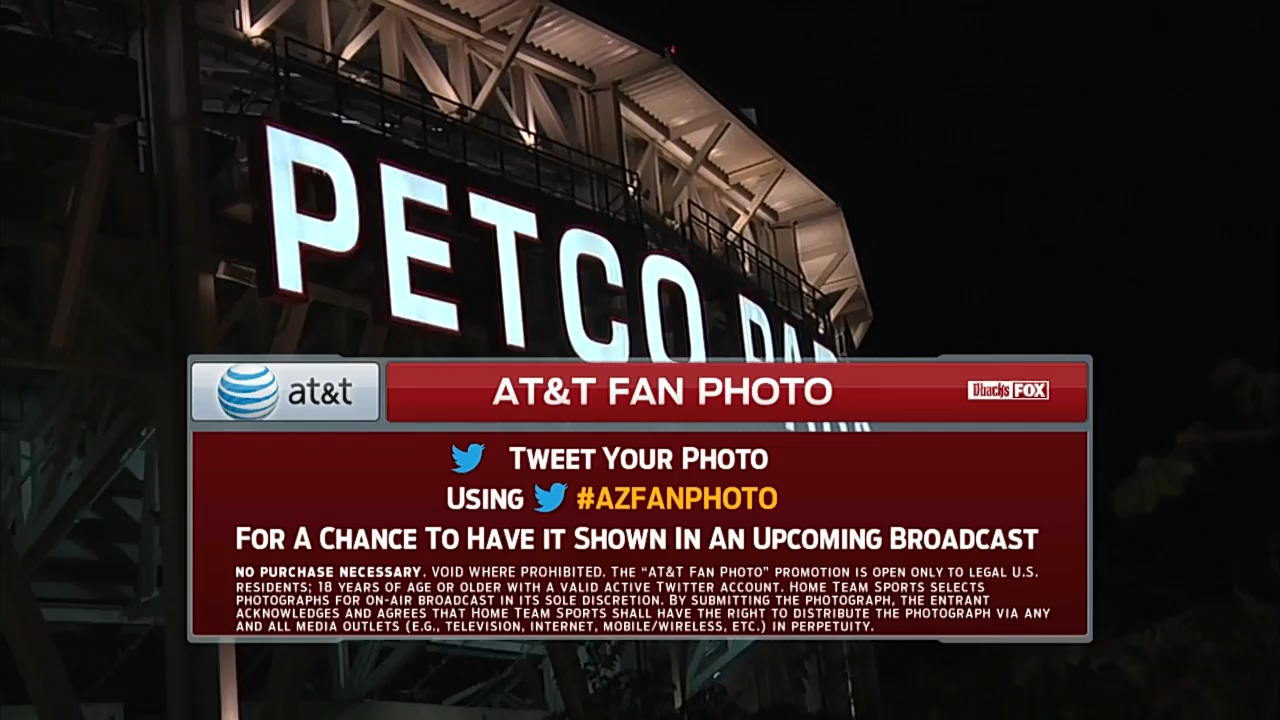 PETCO PARK
at&t
AT&T FAN PHOTO
Dbacks FOX
TWEET YOUR PHOTO
USING #AZFANPHOTO
FOR A CHANCE TO HAVE IT SHOWN IN AN UPCOMING BROADCAST
NO PURCHASE NECESSARY. VOID WHERE PROHIBITED. THE "AT&T FAN PHOTO" PROMOTION IS OPEN ONLY TO LEGAL U.S.
RESIDENTS; 18 YEARS OF AGE OR OLDER WITH A VALID ACTIVE TWITTER ACCOUNT. HOME TEAM SPORTS SELECTS
PHOTOGRAPHS FOR ON-AIR BROADCAST IN ITS SOLE DISCRETION. BY SUBMITTING THE PHOTOGRAPH, THE ENTRANT
ACKNOWLEDGES AND AGREES THAT HOME TEAM SPORTS SHALL HAVE THE RIGHT TO DISTRIBUTE THE PHOTOGRAPH VIA ANY
AND ALL MEDIA OUTLETS (E.G., TELEVISION, INTERNET, MOBILE/WIRELESS, ETC.) IN PERPETUITY.